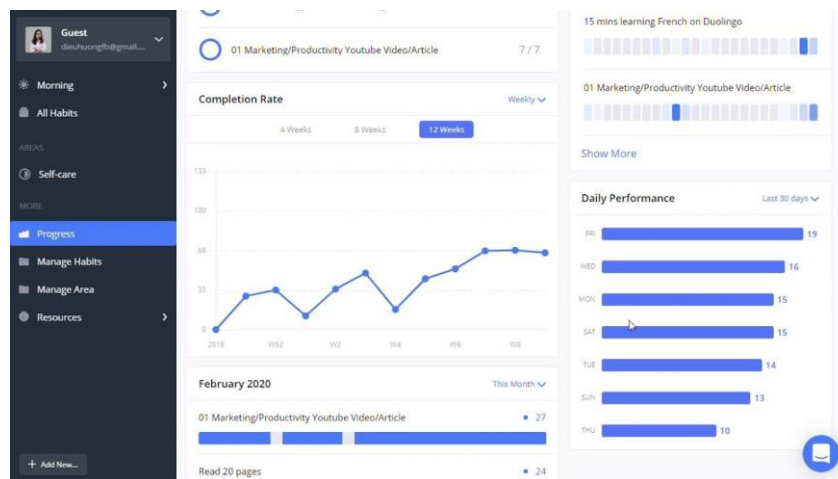 Guest
dieuhuongfb@gmail....
Morning
All Habits
AREAS
Self-care
MORE
Progress
Manage Habits
Manage Area
Resources
+ Add New...
01 Marketing/Productivity Youtube Video/Article 7 / 7
Completion Rate Weekly
4 Weeks 8 Weeks 12 Weeks
133
100
66
33
0
2019 W52 W2 W4 W6 W8
February 2020 This Month
01 Marketing/Productivity Youtube Video/Article 27
Read 20 pages 24
15 mins learning French on Duolingo
01 Marketing/Productivity Youtube Video/Article
Show More
Daily Performance Last 30 days
FRI 19
WED 16
MON 15
SAT 15
TUE 14
SUN 13
THU 10